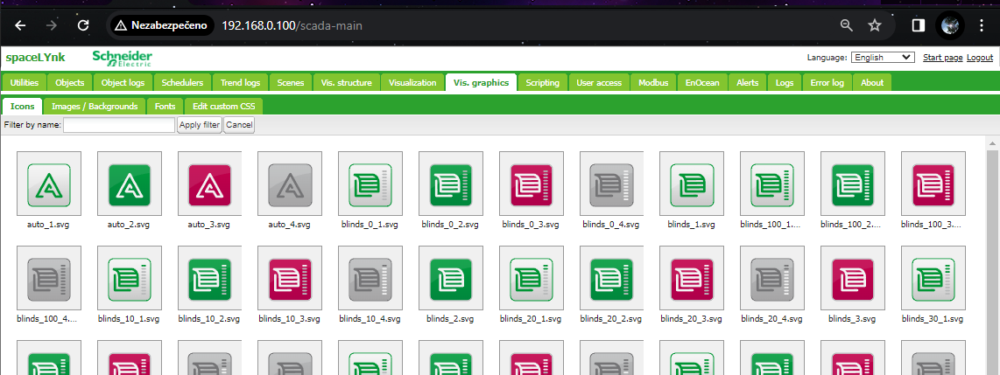 Nezabezpečeno 192.168.0.100/scada-main
spaceLYnk Schneider Electric Language: English Start page Logout
Utilities Objects Object logs Schedulers Trend logs Scenes Vis. structure Visualization Vis. graphics Scripting User access Modbus EnOcean Alerts Logs Error log About
Icons Images / Backgrounds Fonts Edit custom CSS
Filter by name: Apply filter Cancel
auto_1.svg auto_2.svg auto_3.svg auto_4.svg blinds_0_1.svg blinds_0_2.svg blinds_0_3.svg blinds_0_4.svg blinds_1.svg blinds_100_1.... blinds_100_2.... blinds_100_3....
blinds_100_4.... blinds_10_1.svg blinds_10_2.svg blinds_10_3.svg blinds_10_4.svg blinds_2.svg blinds_20_1.svg blinds_20_2.svg blinds_20_3.svg blinds_20_4.svg blinds_3.svg blinds_30_1.svg